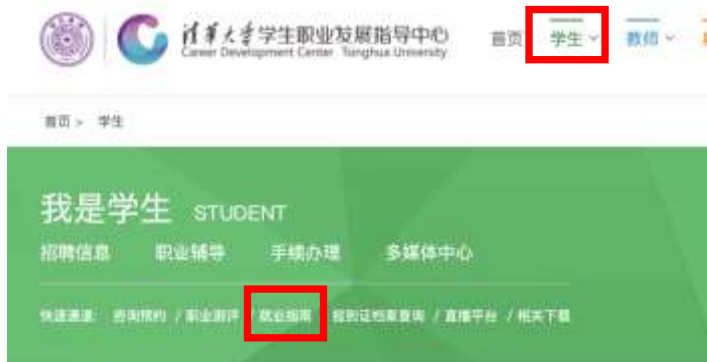 清华大学学生职业发展指导中心 首页 学生 教师
Career Development Center Tsinghua University
首页 > 学生
我是学生 STUDENT
招聘信息 职业辅导 手续办理 多媒体中心
快速通道: 咨询预约 / 职业测评 / 就业指南 报到证档案查询 / 直播平台 / 相关下载